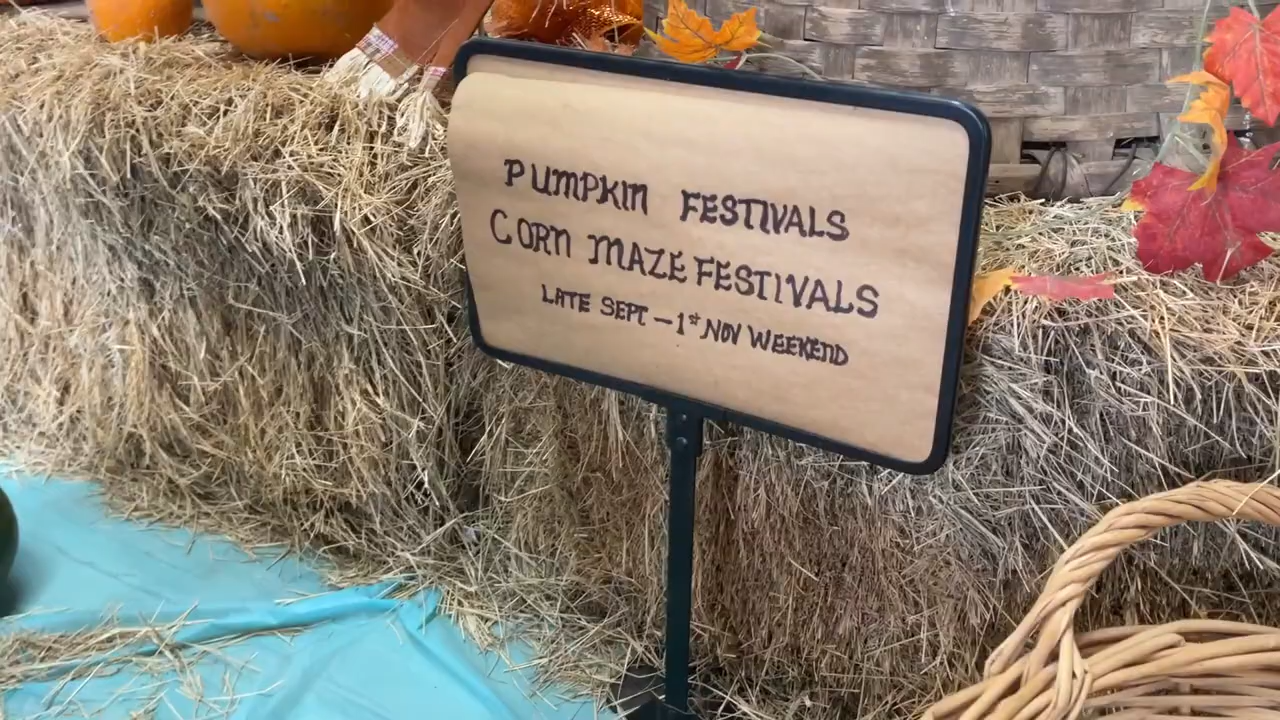 PUMPKIN FESTIVALS
CORN MAZE FESTIVALS
LATE SEPT - 1st NOV WEEKEND